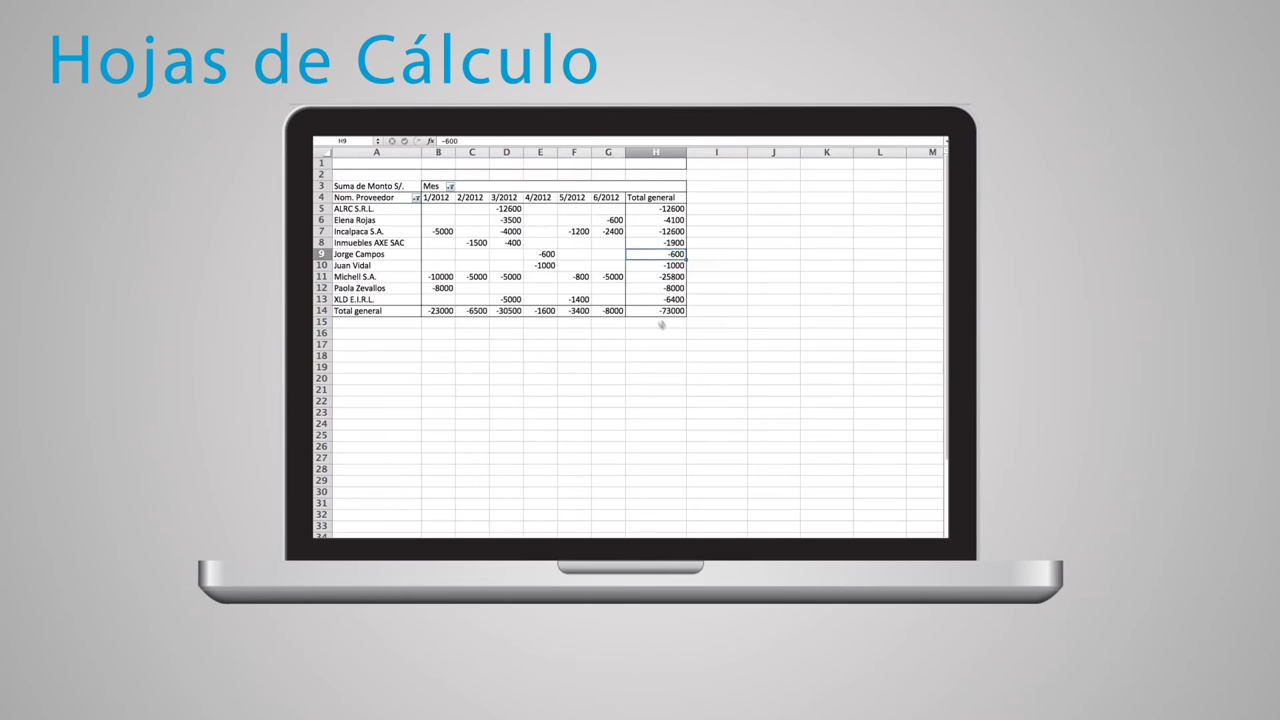 Hojas de Cálculo
H9 fx -600
A B C D E F G H I J K L M
1
2
3 Suma de Monto S/. Mes
4 Nom. Proveedor 1/2012 2/2012 3/2012 4/2012 5/2012 6/2012 Total general
5 ALRC S.R.L. -12600 -12600
6 Elena Rojas -3500 -600 -4100
7 Incalpaca S.A. -5000 -4000 -1200 -2400 -12600
8 Inmuebles AXE SAC -1500 -400 -1900
9 Jorge Campos -600 -600
10 Juan Vidal -1000 -1000
11 Michell S.A. -10000 -5000 -5000 -800 -5000 -25800
12 Paola Zevallos -8000 -8000
13 XLD E.I.R.L. -5000 -1400 -6400
14 Total general -23000 -6500 -30500 -1600 -3400 -8000 -73000
15
16
17
18
19
20
21
22
23
24
25
26
27
28
29
30
31
32
33
34